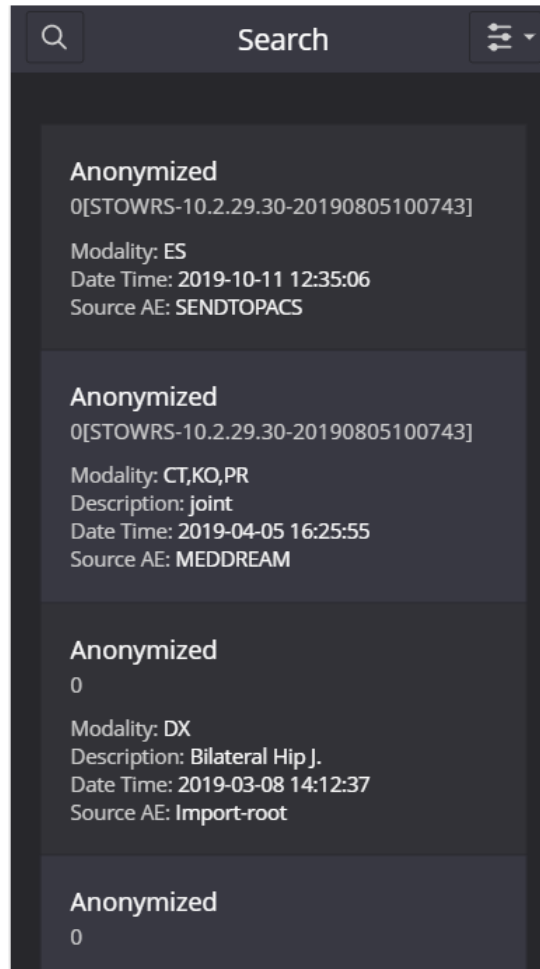 Search
Anonymized
0[STOWRS-10.2.29.30-20190805100743]
Modality: ES
Date Time: 2019-10-11 12:35:06
Source AE: SENDTOPACS
Anonymized
0[STOWRS-10.2.29.30-20190805100743]
Modality: CT,KO,PR
Description: joint
Date Time: 2019-04-05 16:25:55
Source AE: MEDDREAM
Anonymized
0
Modality: DX
Description: Bilateral Hip J.
Date Time: 2019-03-08 14:12:37
Source AE: Import-root
Anonymized
0